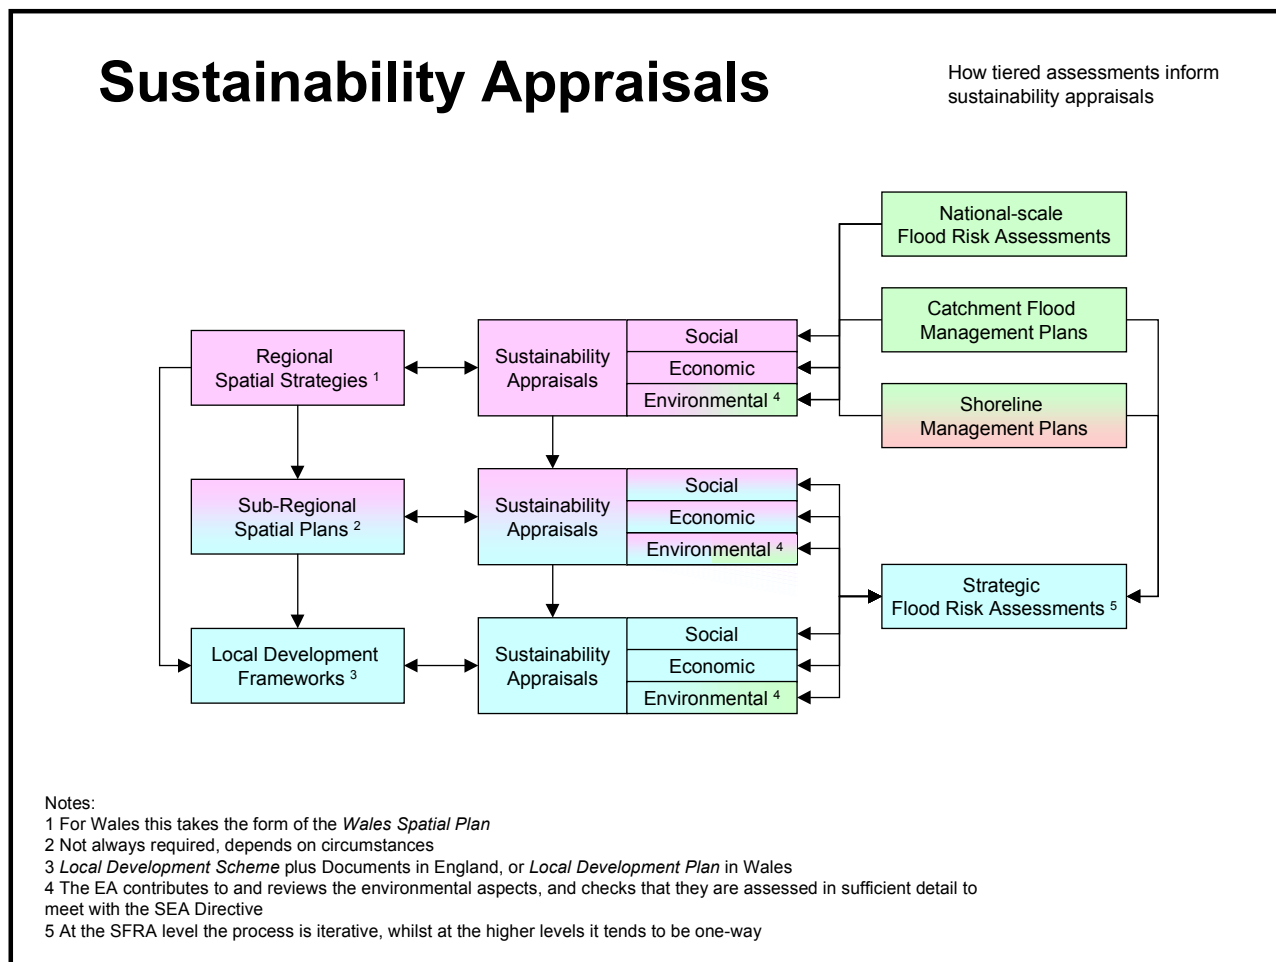 Sustainability Appraisals
How tiered assessments inform
sustainability appraisals
National-scale
Flood Risk Assessments
Catchment Flood
Management Plans
Shoreline
Management Plans
Regional
Spatial Strategies 1
Sustainability
Appraisals
Social
Economic
Environmental 4
Sub-Regional
Spatial Plans 2
Sustainability
Appraisals
Social
Economic
Environmental 4
Strategic
Flood Risk Assessments 5
Local Development
Frameworks 3
Sustainability
Appraisals
Social
Economic
Environmental 4
Notes:
1 For Wales this takes the form of the Wales Spatial Plan
2 Not always required, depends on circumstances
3 Local Development Scheme plus Documents in England, or Local Development Plan in Wales
4 The EA contributes to and reviews the environmental aspects, and checks that they are assessed in sufficient detail to
meet with the SEA Directive
5 At the SFRA level the process is iterative, whilst at the higher levels it tends to be one-way